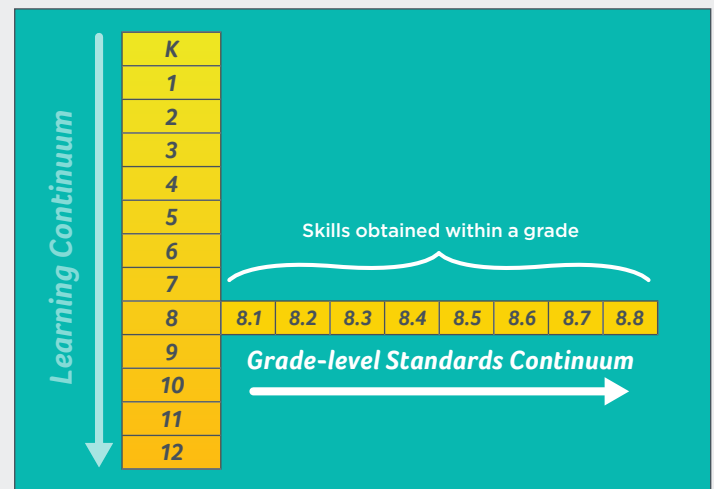 Learning Continuum
K
1
2
3
4
5
6
7
8
9
10
11
12
Skills obtained within a grade
8.1 8.2 8.3 8.4 8.5 8.6 8.7 8.8
Grade-level Standards Continuum